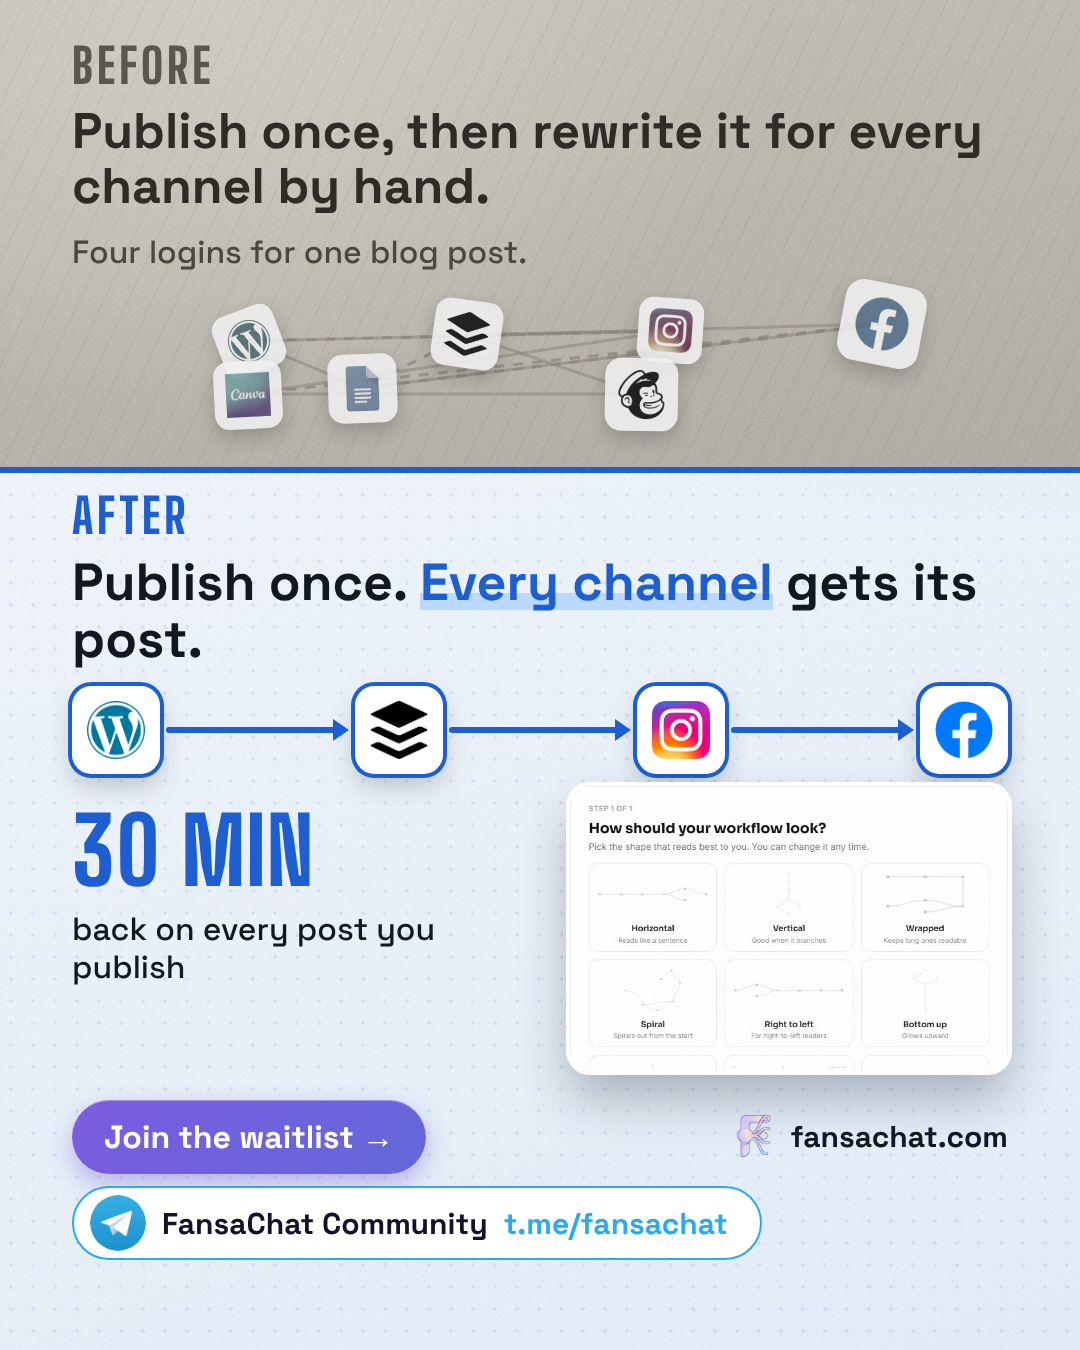 BEFORE
Publish once, then rewrite it for every
channel by hand.
Four logins for one blog post.
Canva
AFTER
Publish once. Every channel gets its
post.
30 MIN
back on every post you
publish
STEP 1 OF 1
How should your workflow look?
Pick the shape that reads best to you. You can change it any time.
Horizontal
Reads like a sentence
Vertical
Good when it branches
Wrapped
Keeps long ones readable
Spiral
Spirals out from the start
Right to left
For right-to-left readers
Bottom up
Grows upward
Join the waitlist →
fansachat.com
FansaChat Community t.me/fansachat